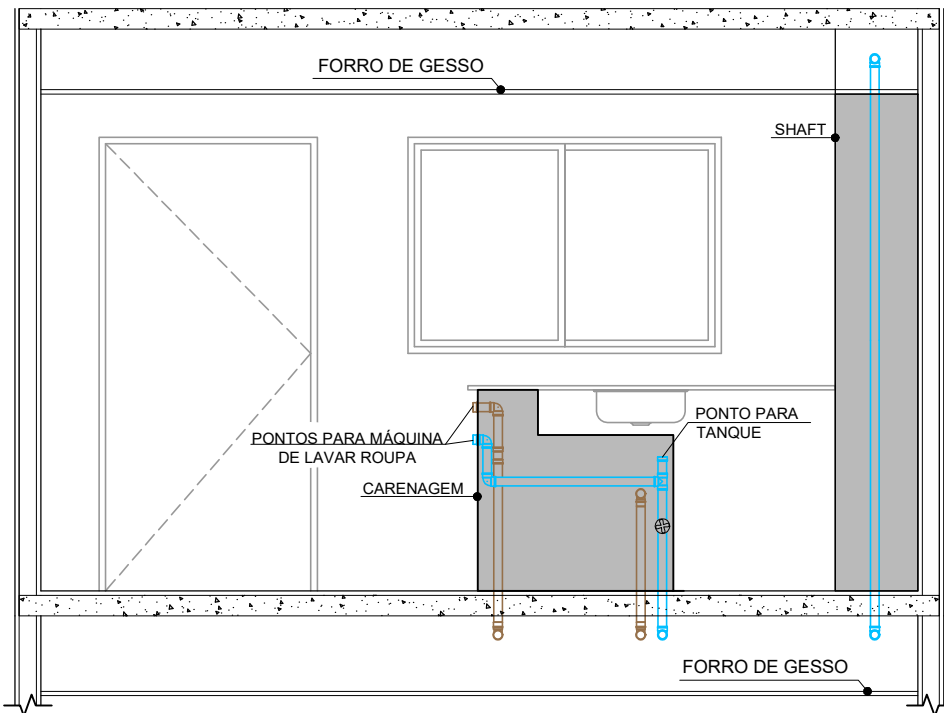 FORRO DE GESSO
SHAFT
PONTO PARA
TANQUE
PONTOS PARA MÁQUINA
DE LAVAR ROUPA
CARENAGEM
FORRO DE GESSO